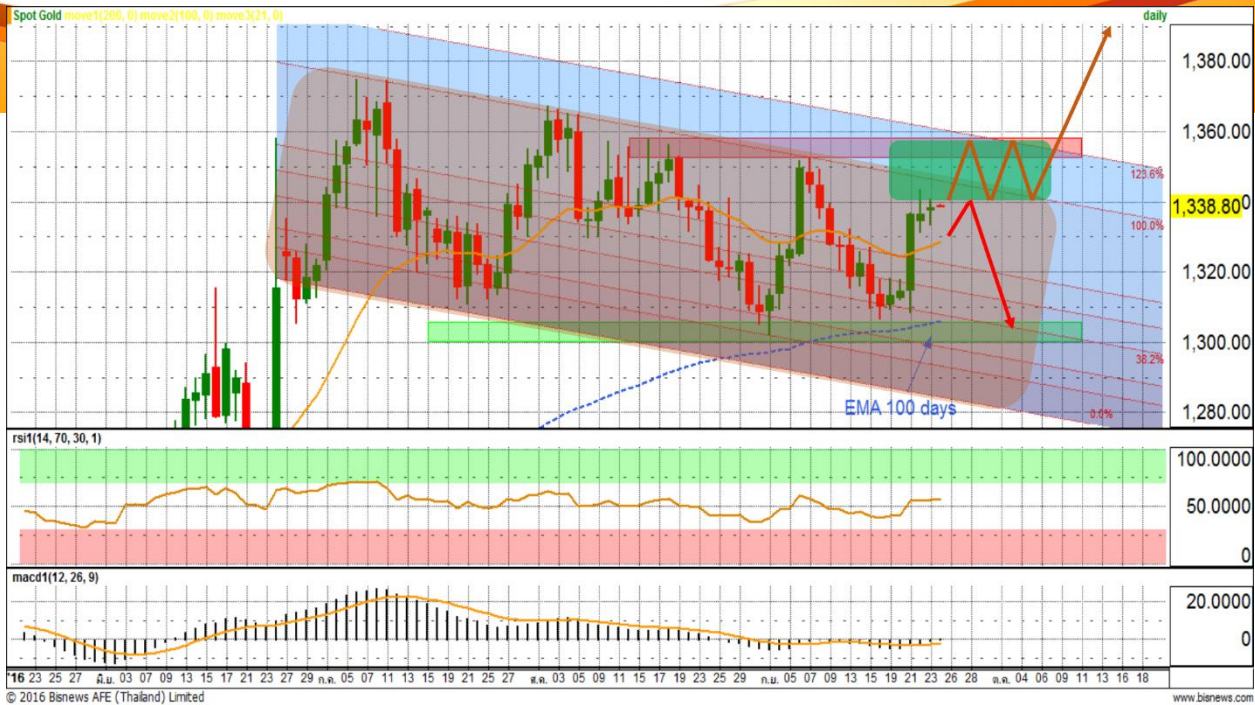 Spot Gold move1(200, 0) move2(100, 0) move3(21, 0)
daily
1,380.00
1,360.00
123.6%
1,338.80
100.0%
1,320.00
1,300.00
38.2%
EMA 100 days
0.0%
1,280.00
rsi1(14, 70, 30, 1)
100.0000
50.0000
0
macd1(12, 26, 9)
20.0000
0
'16 23 25 27 มิ.ย. 03 07 09 13 15 17 21 23 27 29 ก.ค. 05 07 11 13 15 19 21 25 27 ส.ค. 03 05 09 11 15 17 19 23 25 29 ก.ย. 05 07 09 13 15 19 21 23 26 28 ต.ค. 04 06 10 12 14 18
© 2016 Bisnews AFE (Thailand) Limited
www.bisnews.com